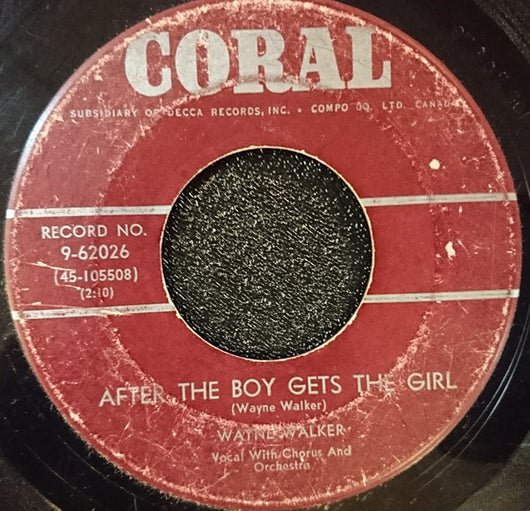 CORAL
SUBSIDIARY OF DECCA RECORDS, INC. • COMPO CO. LTD. CANADA
RECORD NO.
9-62026
(45-105508)
(2:10)
AFTER THE BOY GETS THE GIRL
(Wayne Walker)
WAYNE WALKER
Vocal With Chorus And
Orchestra